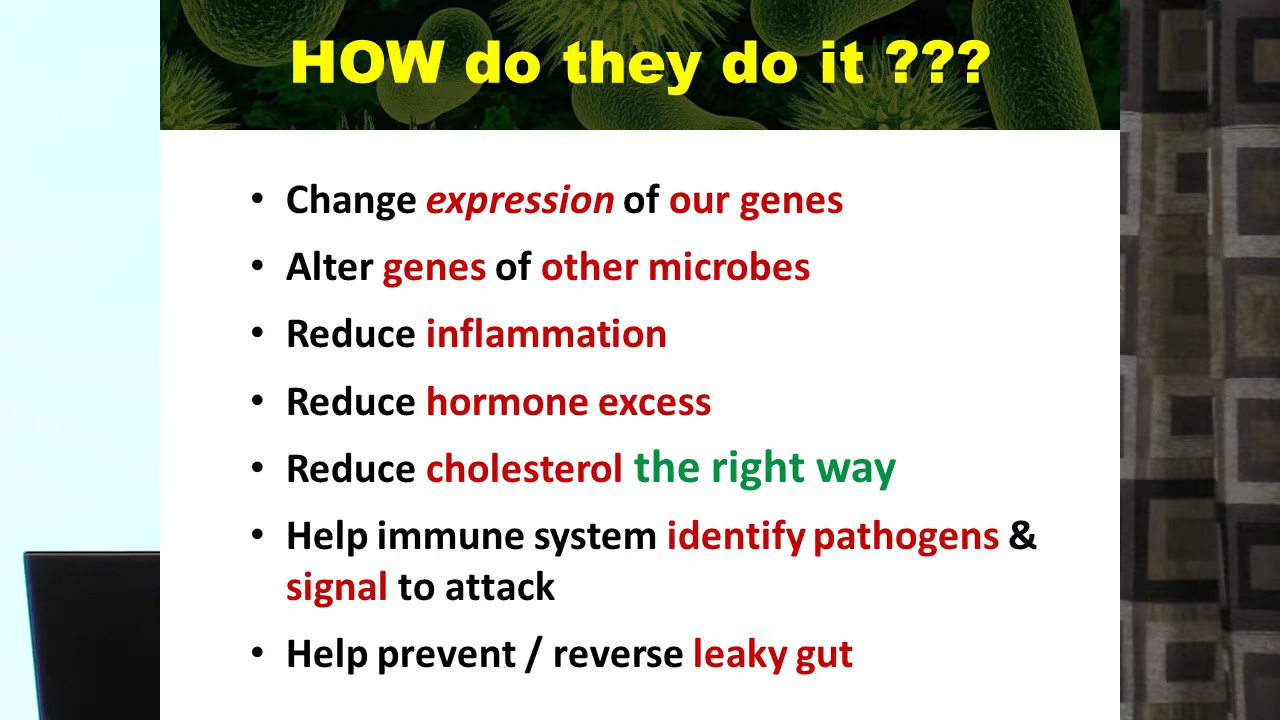 HOW do they do it ???
• Change expression of our genes
• Alter genes of other microbes
• Reduce inflammation
• Reduce hormone excess
• Reduce cholesterol the right way
• Help immune system identify pathogens &
signal to attack
• Help prevent / reverse leaky gut